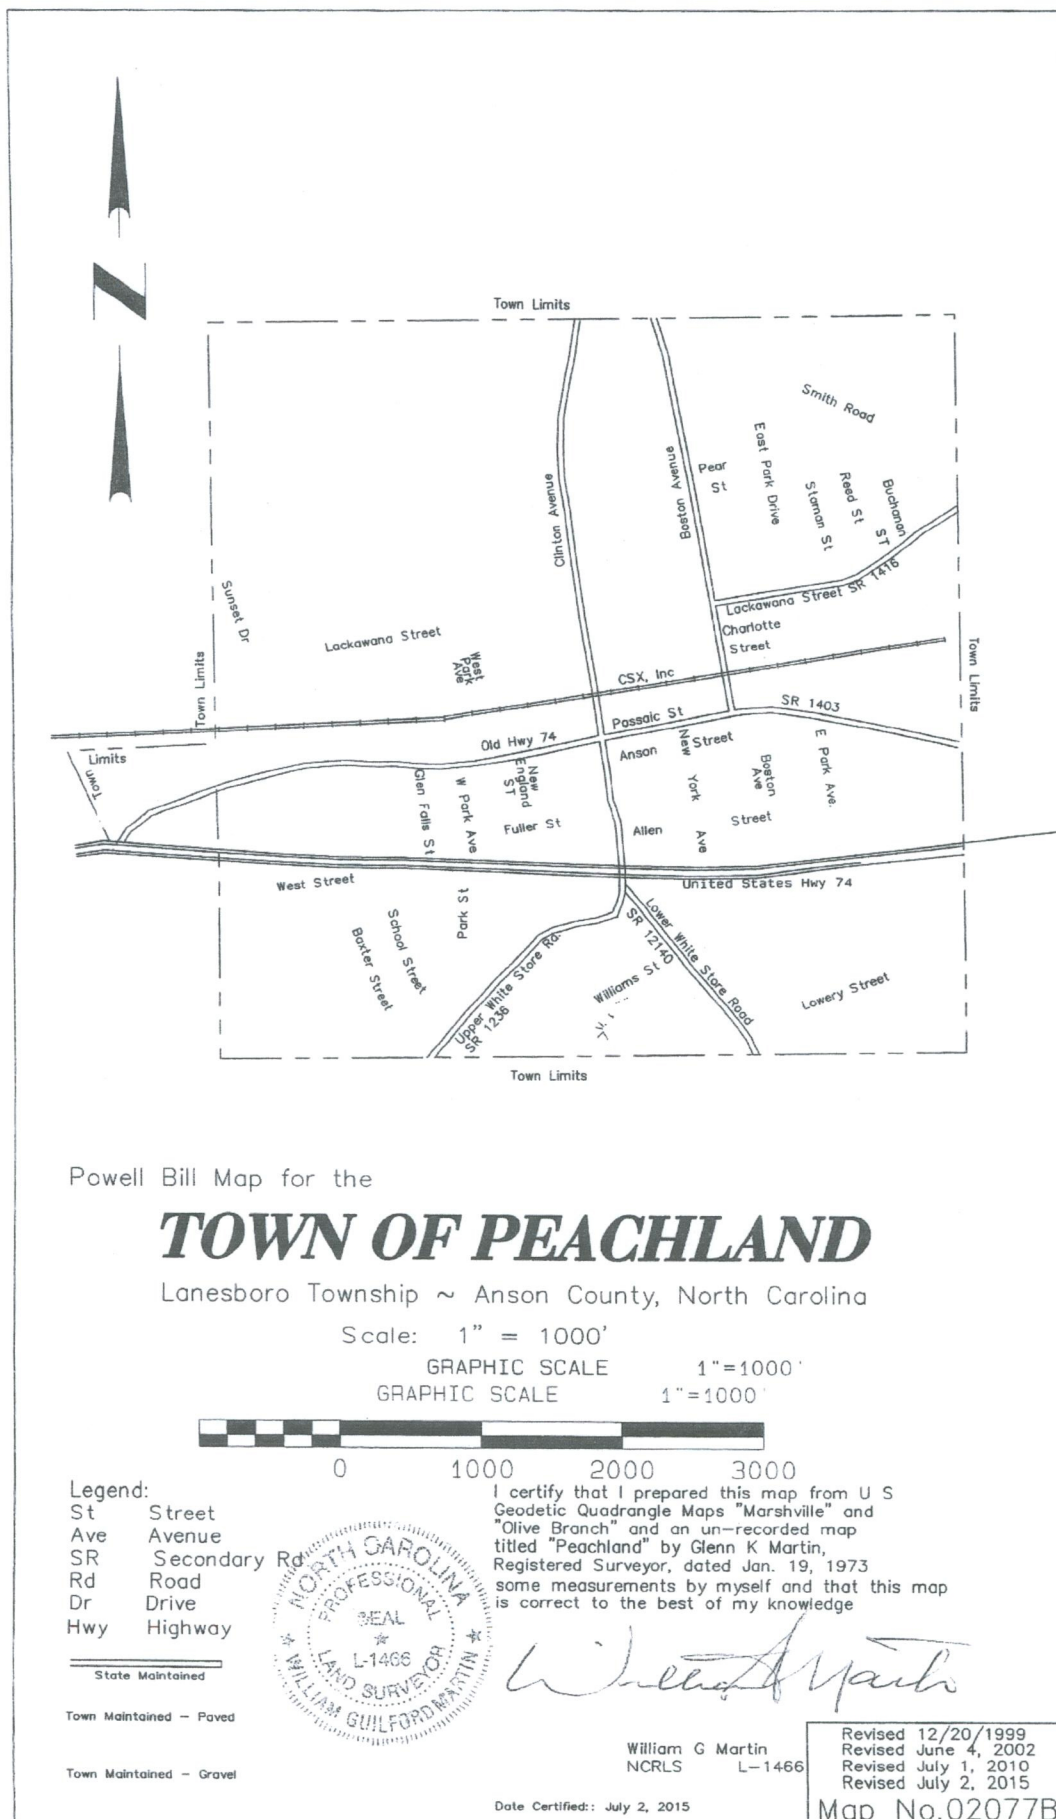 N
Town Limits
Smith Road
East Park Drive
Pear
St
Boston Avenue
Clinton Avenue
Staman St
Reed St
Buchanan
ST
Sunset Dr
Lackawana Street SR 1416
Charlotte
Street
Lackawana Street
West
Park
Ave
Town Limits
Town Limits
CSX, Inc
SR 1403
Passaic St
Old Hwy 74
Anson Street
Limits
Town
New
England
ST
New York Ave
Boston
Ave
E Park Ave.
Glen Falls St
W Park Ave
Fuller St
Allen Street
West Street
United States Hwy 74
Park St
School Street
Baxter Street
Upper White Store Rd.
SR 1236
Lower White Store Road
SR 12140
Williams St
Lowery Street
Town Limits
Powell Bill Map for the
TOWN OF PEACHLAND
Lanesboro Township ~ Anson County, North Carolina
Scale: 1" = 1000'
GRAPHIC SCALE 1"=1000'
GRAPHIC SCALE 1"=1000'
0 1000 2000 3000
Legend:
St Street
Ave Avenue
SR Secondary Rd
Rd Road
Dr Drive
Hwy Highway
State Maintained
Town Maintained - Paved
Town Maintained - Gravel
I certify that I prepared this map from U S
Geodetic Quadrangle Maps "Marshville" and
"Olive Branch" and an un-recorded map
titled "Peachland" by Glenn K Martin,
Registered Surveyor, dated Jan. 19, 1973
some measurements by myself and that this map
is correct to the best of my knowledge
NORTH CAROLINA
PROFESSIONAL
SEAL
L-1466
LAND SURVEYOR
WILLIAM GUILFORD MARTIN
William G Martin
William G Martin
NCRLS L-1466
Date Certified:: July 2, 2015
Revised 12/20/1999
Revised June 4, 2002
Revised July 1, 2010
Revised July 2, 2015
Map No.02077B